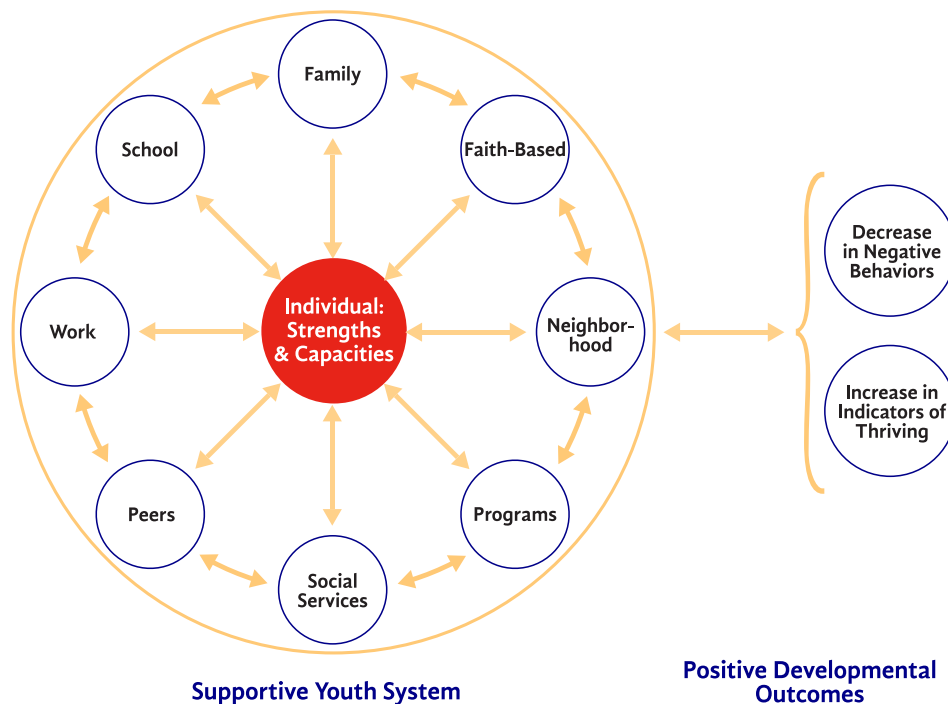 Family
School
Faith-Based
Decrease
in Negative
Behaviors
Individual:
Strengths
& Capacities
Work
Neighbor-
hood
Increase in
Indicators of
Thriving
Peers
Programs
Social
Services
Supportive Youth System
Positive Developmental
Outcomes